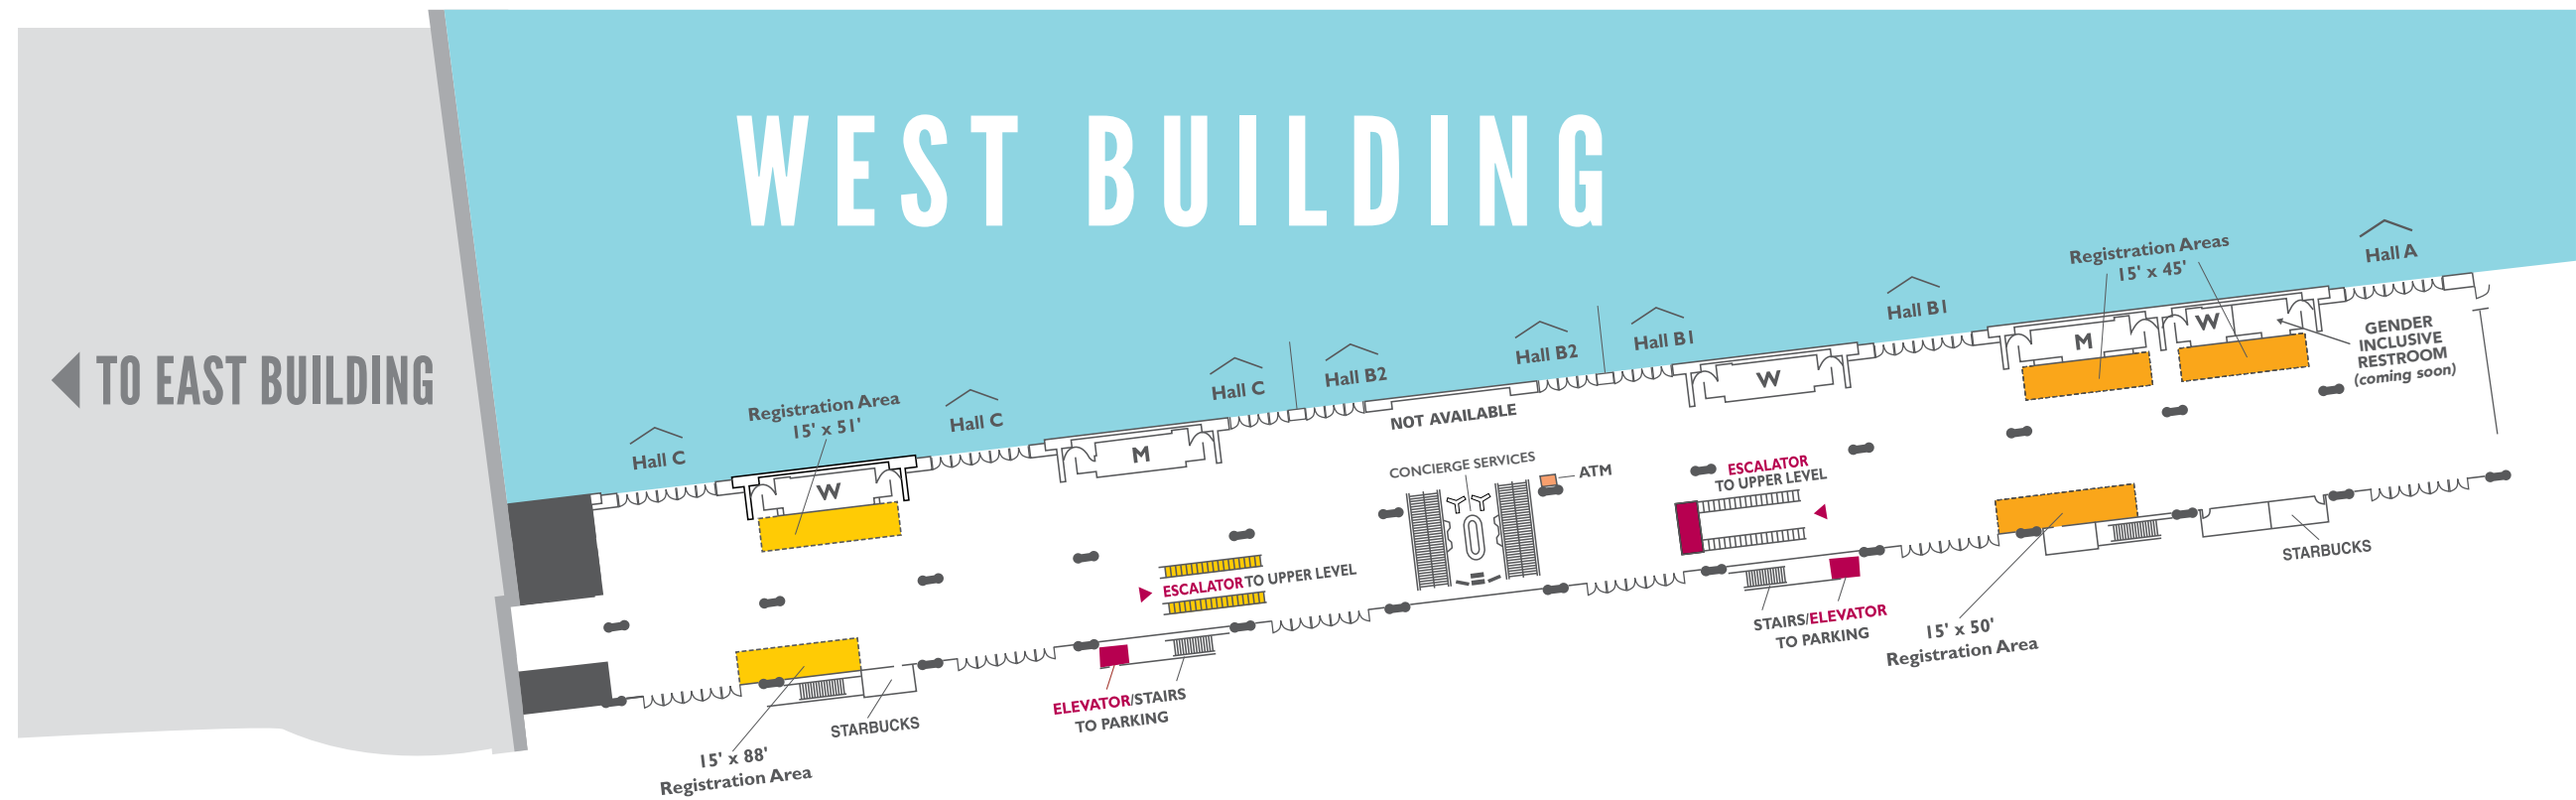 WEST BUILDING
TO EAST BUILDING
Hall C
Registration Area
15' x 51'
Hall C
Hall C
Hall B2
Hall B2
Hall B1
Hall B1
Registration Areas
15' x 45'
Hall A
W
M
NOT AVAILABLE
W
M
W
GENDER
INCLUSIVE
RESTROOM
(coming soon)
CONCIERGE SERVICES
ATM
ESCALATOR
TO UPPER LEVEL
ESCALATOR TO UPPER LEVEL
STARBUCKS
STAIRS/ELEVATOR
TO PARKING
15' x 50'
Registration Area
ELEVATOR/STAIRS
TO PARKING
STARBUCKS
15' x 88'
Registration Area